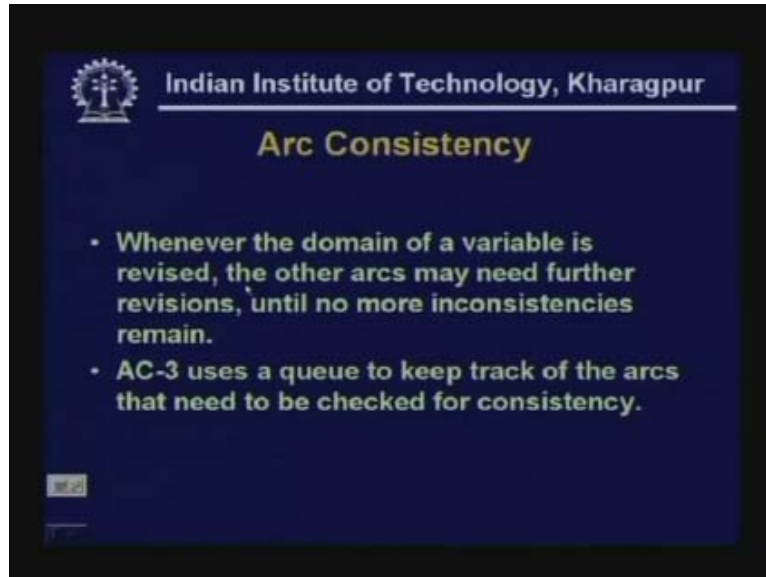 Indian Institute of Technology, Kharagpur
Arc Consistency
• Whenever the domain of a variable is
revised, the other arcs may need further
revisions, until no more inconsistencies
remain.
• AC-3 uses a queue to keep track of the arcs
that need to be checked for consistency.